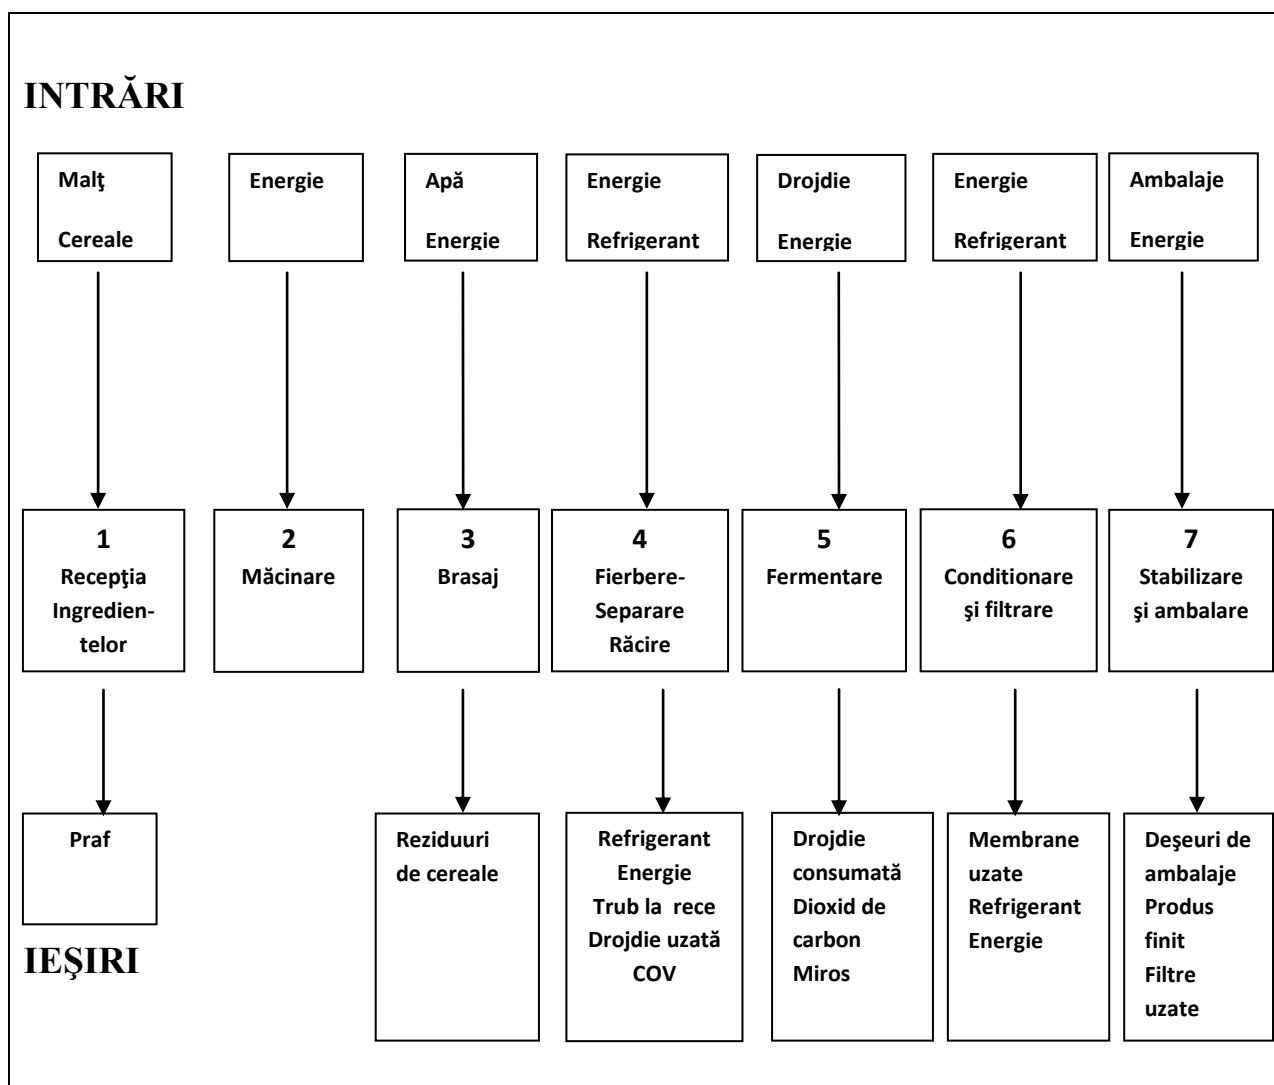 INTRĂRI
Malţ
Cereale
Energie
Apă
Energie
Energie
Refrigerant
Drojdie
Energie
Energie
Refrigerant
Ambalaje
Energie
1
Recepţia
Ingredien-
telor
2
Măcinare
3
Brasaj
4
Fierbere-
Separare
Răcire
5
Fermentare
6
Conditionare
şi filtrare
7
Stabilizare
şi ambalare
Praf
Reziduuri
de cereale
Refrigerant
Energie
Trub la rece
Drojdie uzată
COV
Drojdie
consumată
Dioxid de
carbon
Miros
Membrane
uzate
Refrigerant
Energie
Deşeuri de
ambalaje
Produs
finit
Filtre
uzate
IEŞIRI